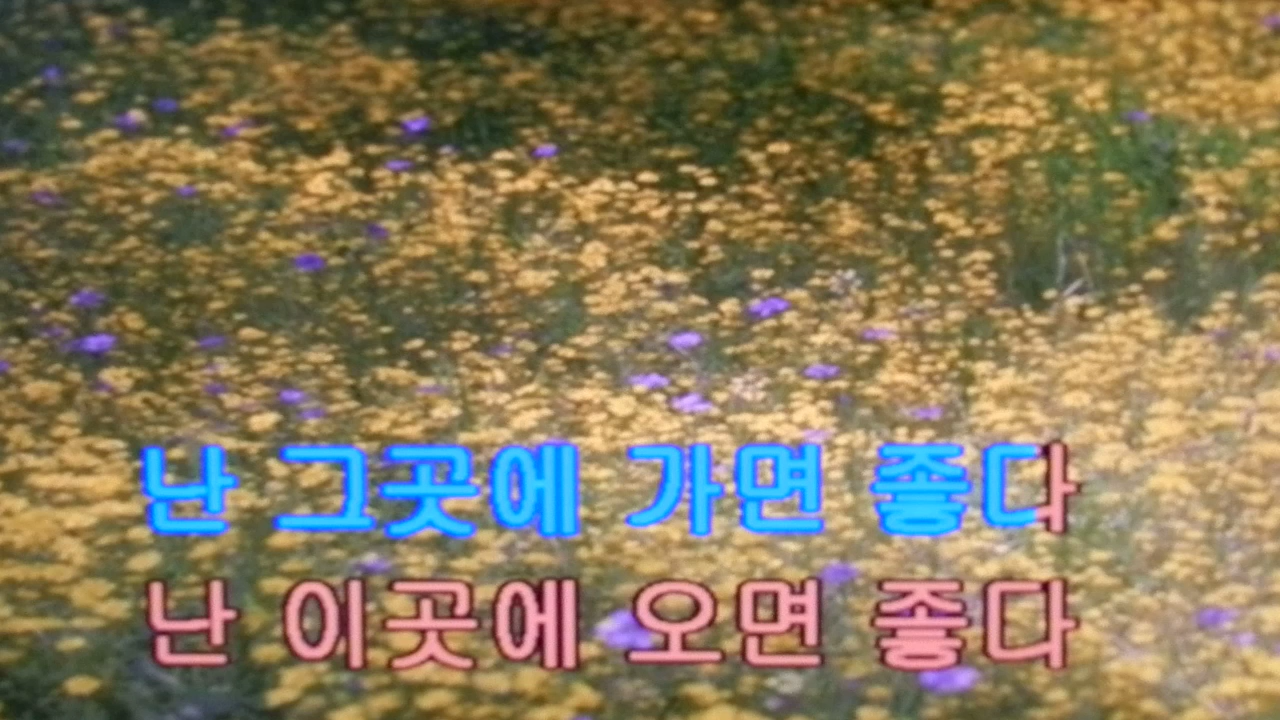 난 그곳에 가면 좋다
난 이곳에 오면 좋다